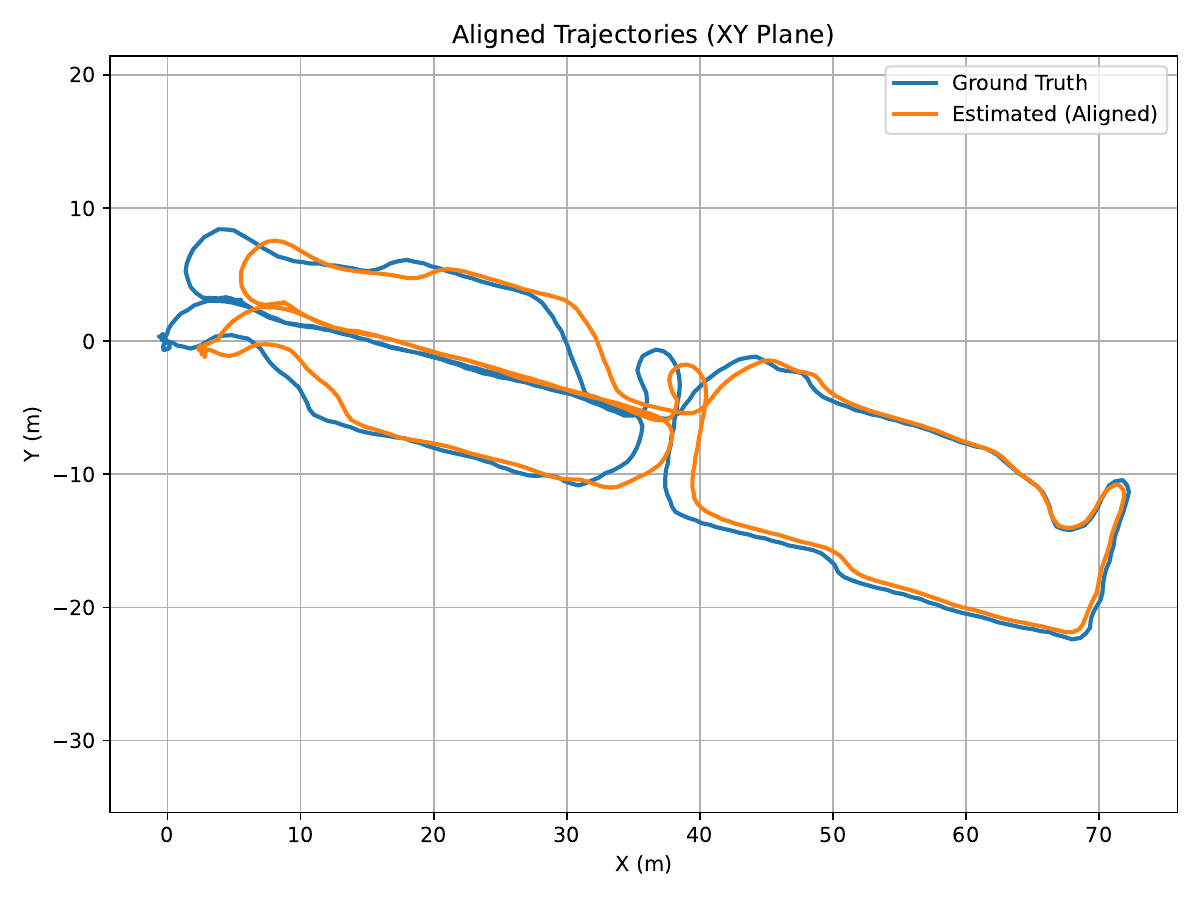 Aligned Trajectories (XY Plane)
Ground Truth
Estimated (Aligned)
20
10
0
−10
−20
−30
Y (m)
0 10 20 30 40 50 60 70
X (m)